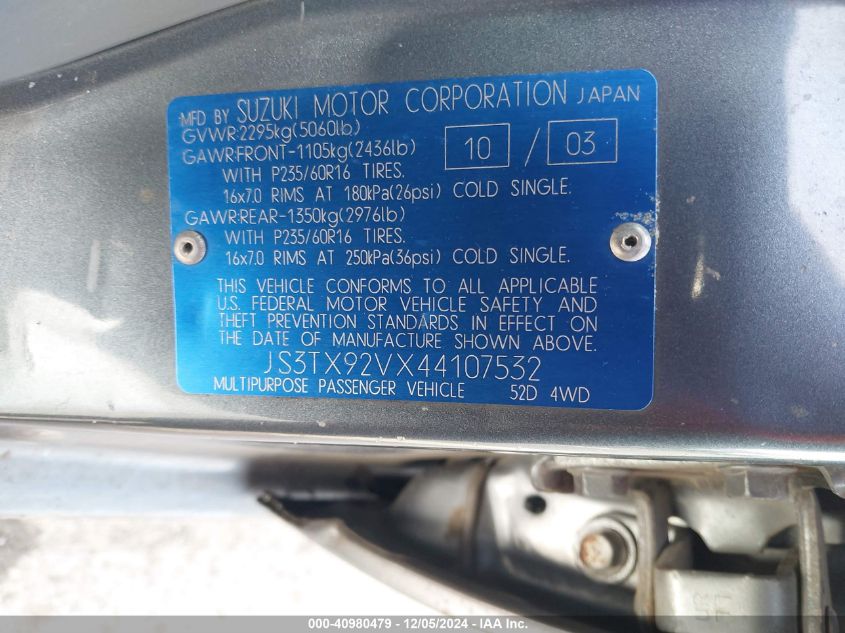 MFD BY SUZUKI MOTOR CORPORATION JAPAN
GVWR:2295kg(5060lb)
GAWR:FRONT-1105kg(2436lb) 10 / 03
WITH P235/60R16 TIRES.
16x7.0 RIMS AT 180kPa(26psi) COLD SINGLE.
GAWR:REAR-1350kg(2976lb)
WITH P235/60R16 TIRES.
16x7.0 RIMS AT 250kPa(36psi) COLD SINGLE.
THIS VEHICLE CONFORMS TO ALL APPLICABLE
U.S. FEDERAL MOTOR VEHICLE SAFETY AND
THEFT PREVENTION STANDARDS IN EFFECT ON
THE DATE OF MANUFACTURE SHOWN ABOVE.
JS3TX92VX44107532
MULTIPURPOSE PASSENGER VEHICLE 52D 4WD
000-40980479 - 12/05/2024 - IAA Inc.